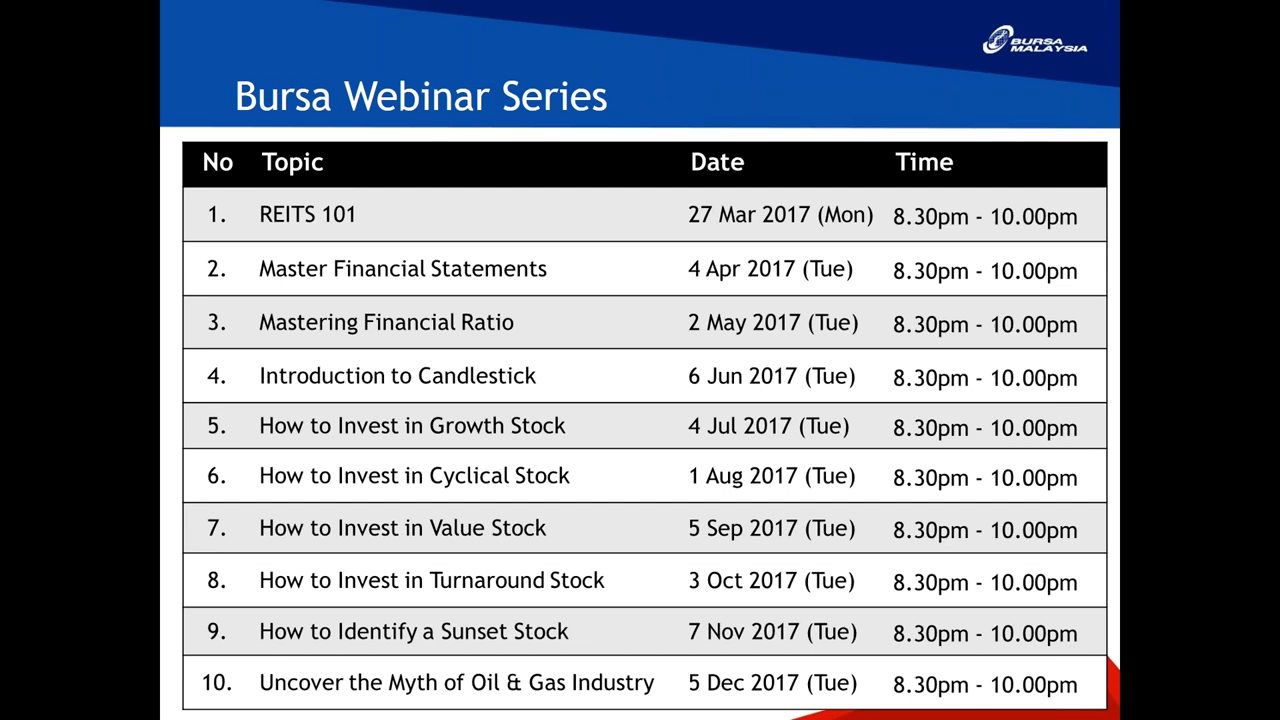 BURSA
MALAYSIA
Bursa Webinar Series
No Topic Date Time
1. REITS 101 27 Mar 2017 (Mon) 8.30pm - 10.00pm
2. Master Financial Statements 4 Apr 2017 (Tue) 8.30pm - 10.00pm
3. Mastering Financial Ratio 2 May 2017 (Tue) 8.30pm - 10.00pm
4. Introduction to Candlestick 6 Jun 2017 (Tue) 8.30pm - 10.00pm
5. How to Invest in Growth Stock 4 Jul 2017 (Tue) 8.30pm - 10.00pm
6. How to Invest in Cyclical Stock 1 Aug 2017 (Tue) 8.30pm - 10.00pm
7. How to Invest in Value Stock 5 Sep 2017 (Tue) 8.30pm - 10.00pm
8. How to Invest in Turnaround Stock 3 Oct 2017 (Tue) 8.30pm - 10.00pm
9. How to Identify a Sunset Stock 7 Nov 2017 (Tue) 8.30pm - 10.00pm
10. Uncover the Myth of Oil & Gas Industry 5 Dec 2017 (Tue) 8.30pm - 10.00pm